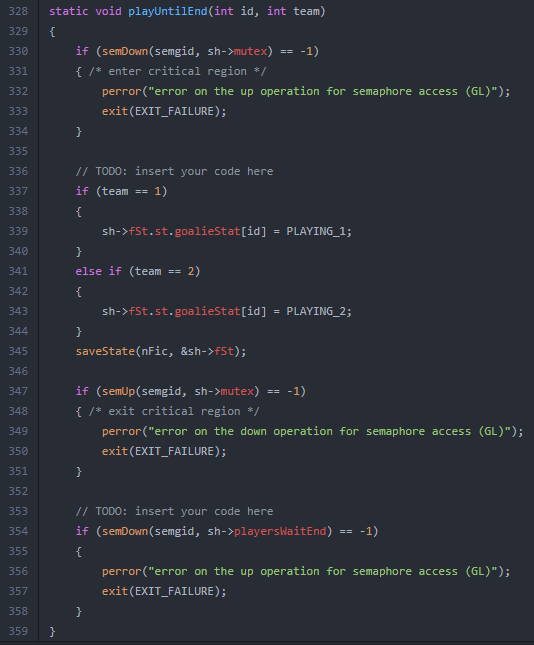 328 static void playUntilEnd(int id, int team)
329 {
330     if (semDown(semgid, sh->mutex) == -1)
331     { /* enter critical region */
332         perror("error on the up operation for semaphore access (GL)");
333         exit(EXIT_FAILURE);
334     }
335
336     // TODO: insert your code here
337     if (team == 1)
338     {
339         sh->fSt.st.goalieStat[id] = PLAYING_1;
340     }
341     else if (team == 2)
342     {
343         sh->fSt.st.goalieStat[id] = PLAYING_2;
344     }
345     saveState(nFic, &sh->fSt);
346
347     if (semUp(semgid, sh->mutex) == -1)
348     { /* exit critical region */
349         perror("error on the down operation for semaphore access (GL)");
350         exit(EXIT_FAILURE);
351     }
352
353     // TODO: insert your code here
354     if (semDown(semgid, sh->playersWaitEnd) == -1)
355     {
356         perror("error on the up operation for semaphore access (GL)");
357         exit(EXIT_FAILURE);
358     }
359 }